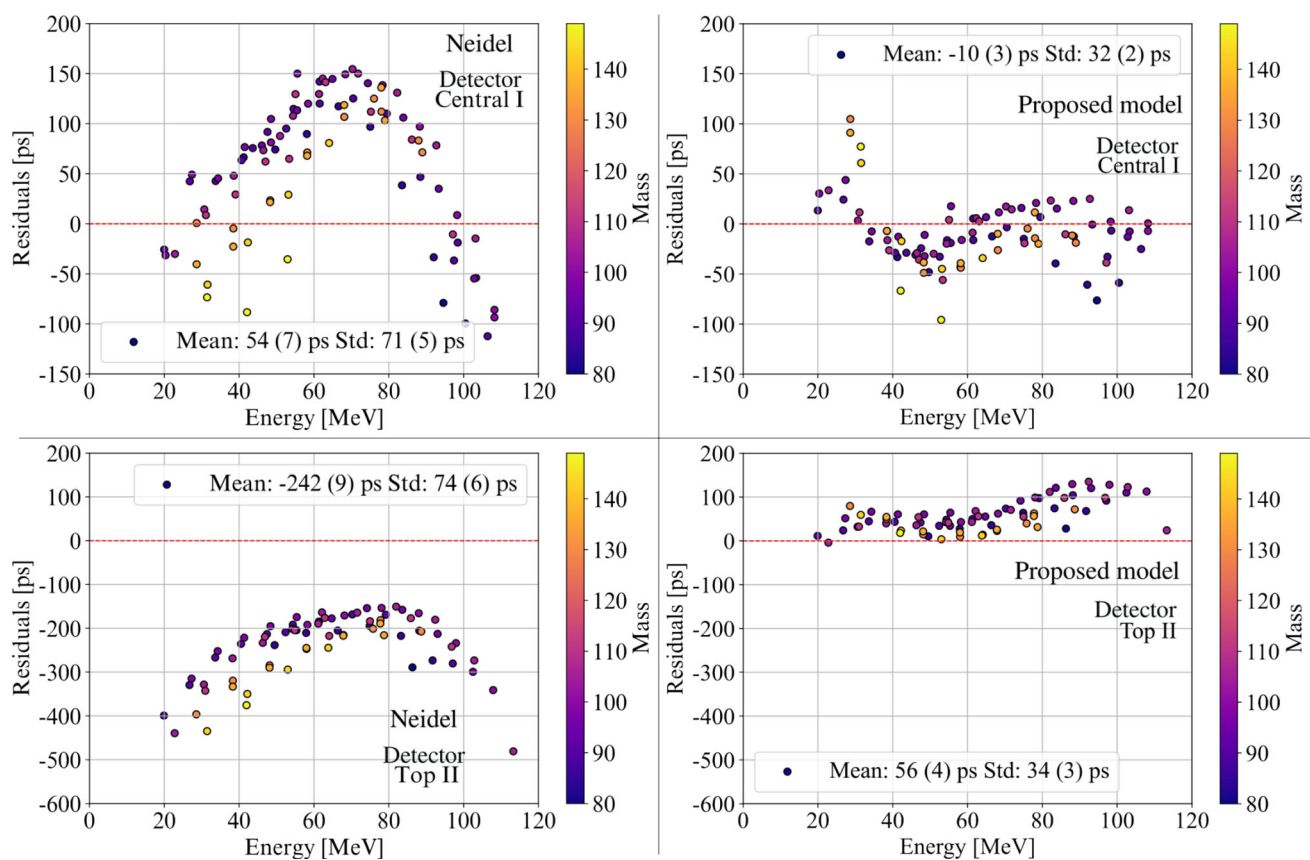 200
150
100
50
0
-50
-100
-150
Residuals [ps]
Neidel
Detector
Central I
Mean: 54 (7) ps Std: 71 (5) ps
0 20 40 60 80 100 120
Energy [MeV]
140
130
120
110
100
90
80
Mass
200
150
100
50
0
-50
-100
-150
Residuals [ps]
Mean: -10 (3) ps Std: 32 (2) ps
Proposed model
Detector
Central I
0 20 40 60 80 100 120
Energy [MeV]
140
130
120
110
100
90
80
Mass
200
100
0
-100
-200
-300
-400
-500
-600
Residuals [ps]
Mean: -242 (9) ps Std: 74 (6) ps
Neidel
Detector
Top II
0 20 40 60 80 100 120
Energy [MeV]
140
130
120
110
100
90
80
Mass
200
100
0
-100
-200
-300
-400
-500
-600
Residuals [ps]
Proposed model
Detector
Top II
Mean: 56 (4) ps Std: 34 (3) ps
0 20 40 60 80 100 120
Energy [MeV]
140
130
120
110
100
90
80
Mass